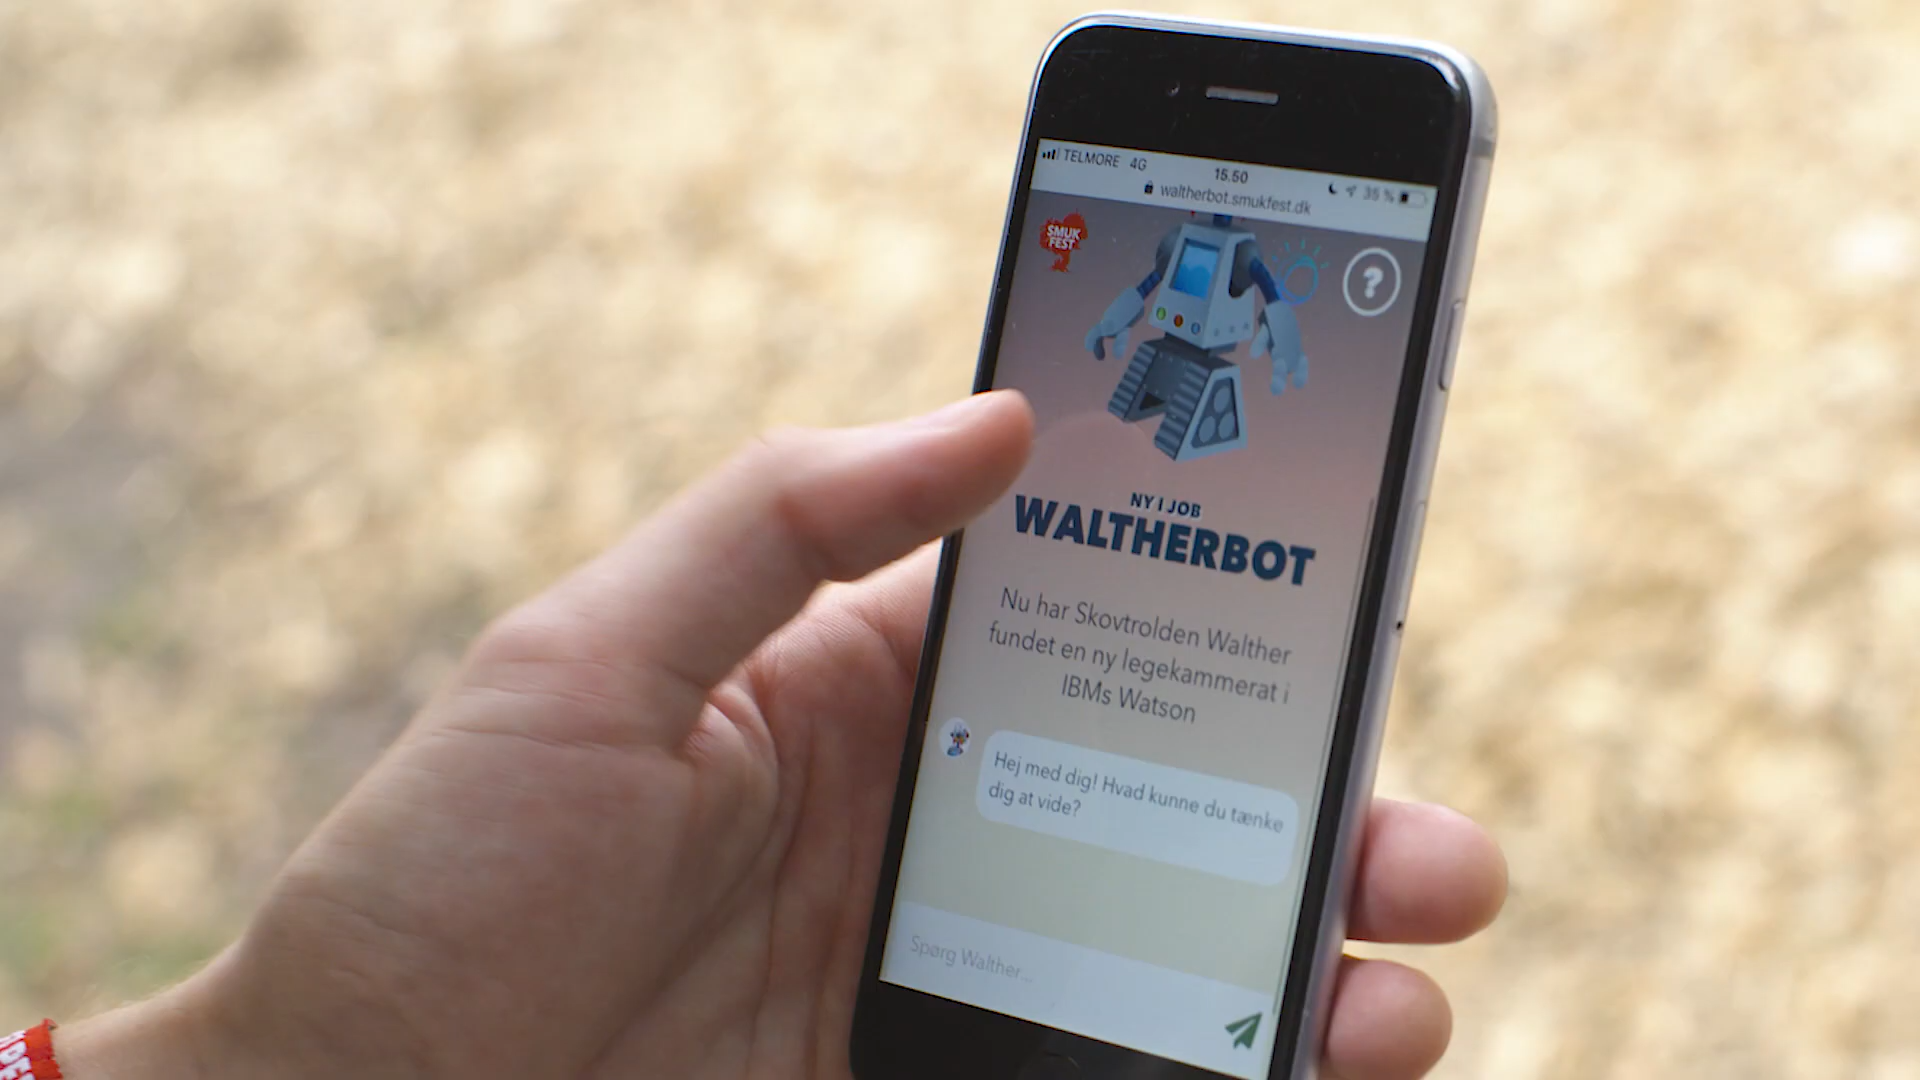 TELMORE 4G
15.50
35 %
waltherbot.smukfest.dk
SMUK
FEST
?
NY I JOB
WALTHERBOT
Nu har Skovtrolden Walther
fundet en ny legekammerat i
IBMs Watson
Hej med dig! Hvad kunne du tænke
dig at vide?
Spørg Walther...